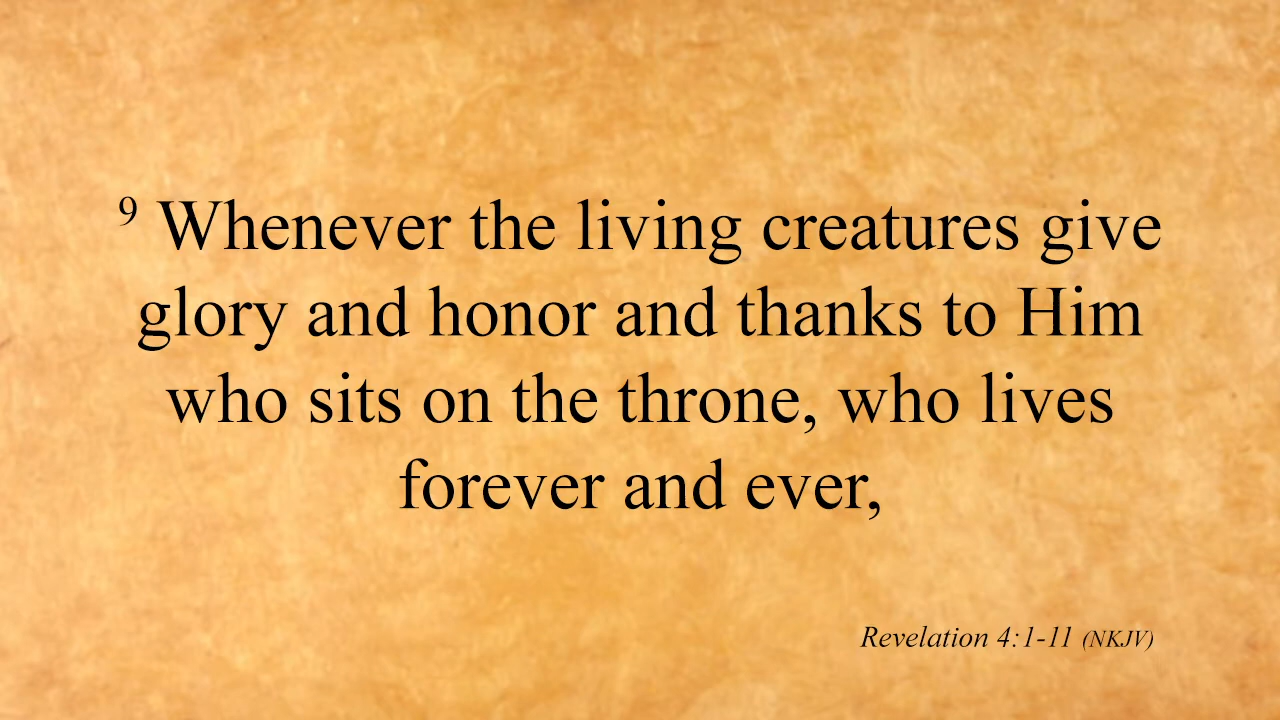 9 Whenever the living creatures give
glory and honor and thanks to Him
who sits on the throne, who lives
forever and ever,
Revelation 4:1-11 (NKJV)